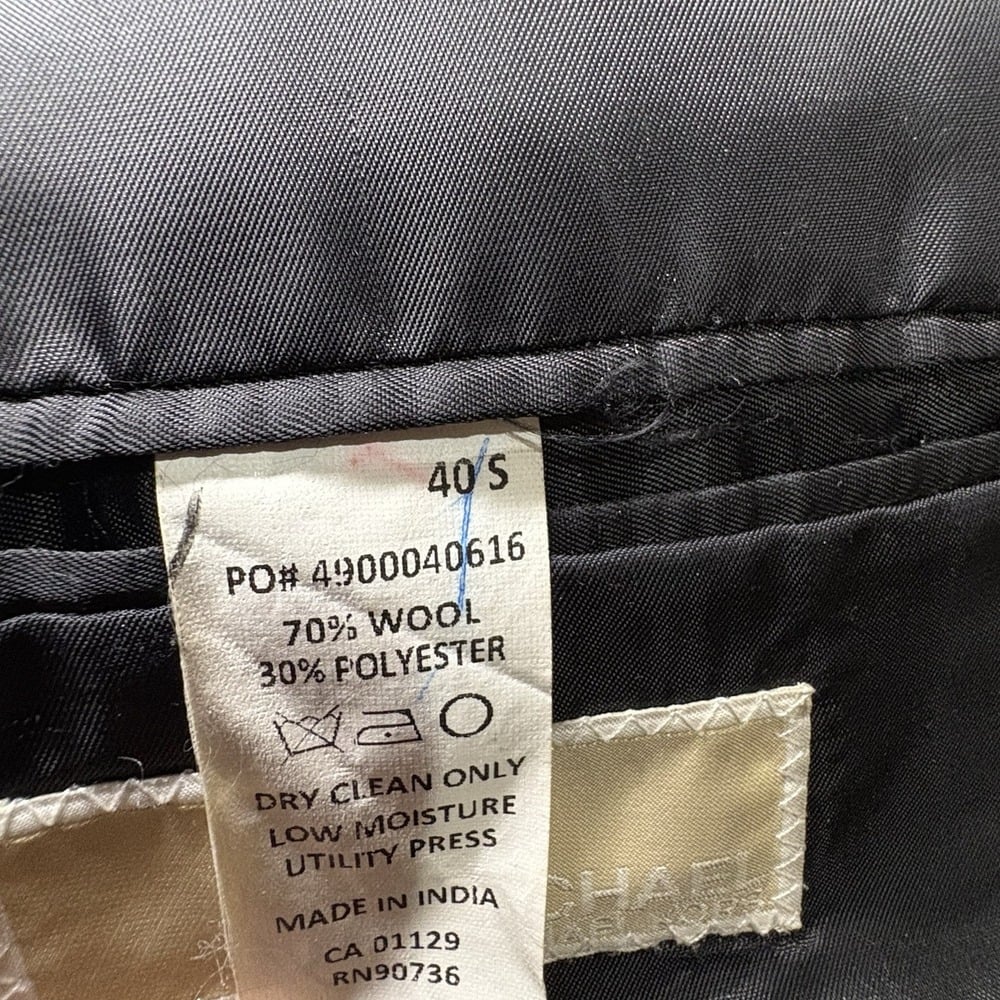 40 S
PO# 4900040616
70% WOOL
30% POLYESTER
DRY CLEAN ONLY
LOW MOISTURE
UTILITY PRESS
MADE IN INDIA
CA 01129
RN90736
CHAEL